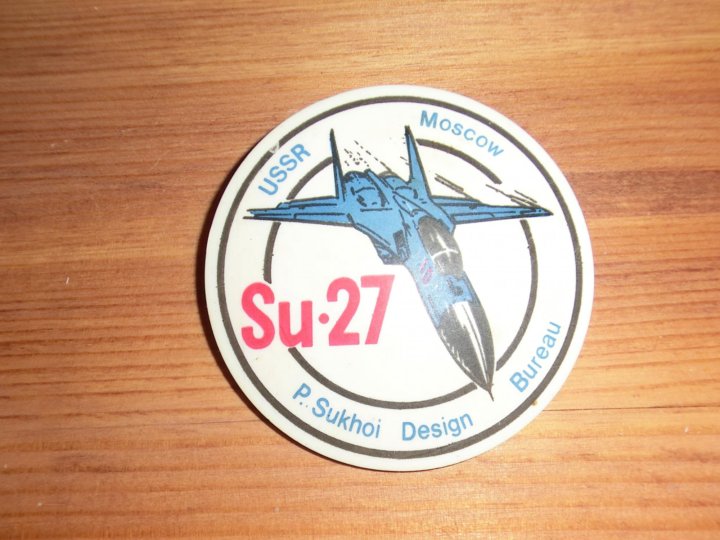 USSR Moscow
Su·27
P. Sukhoi Design Bureau